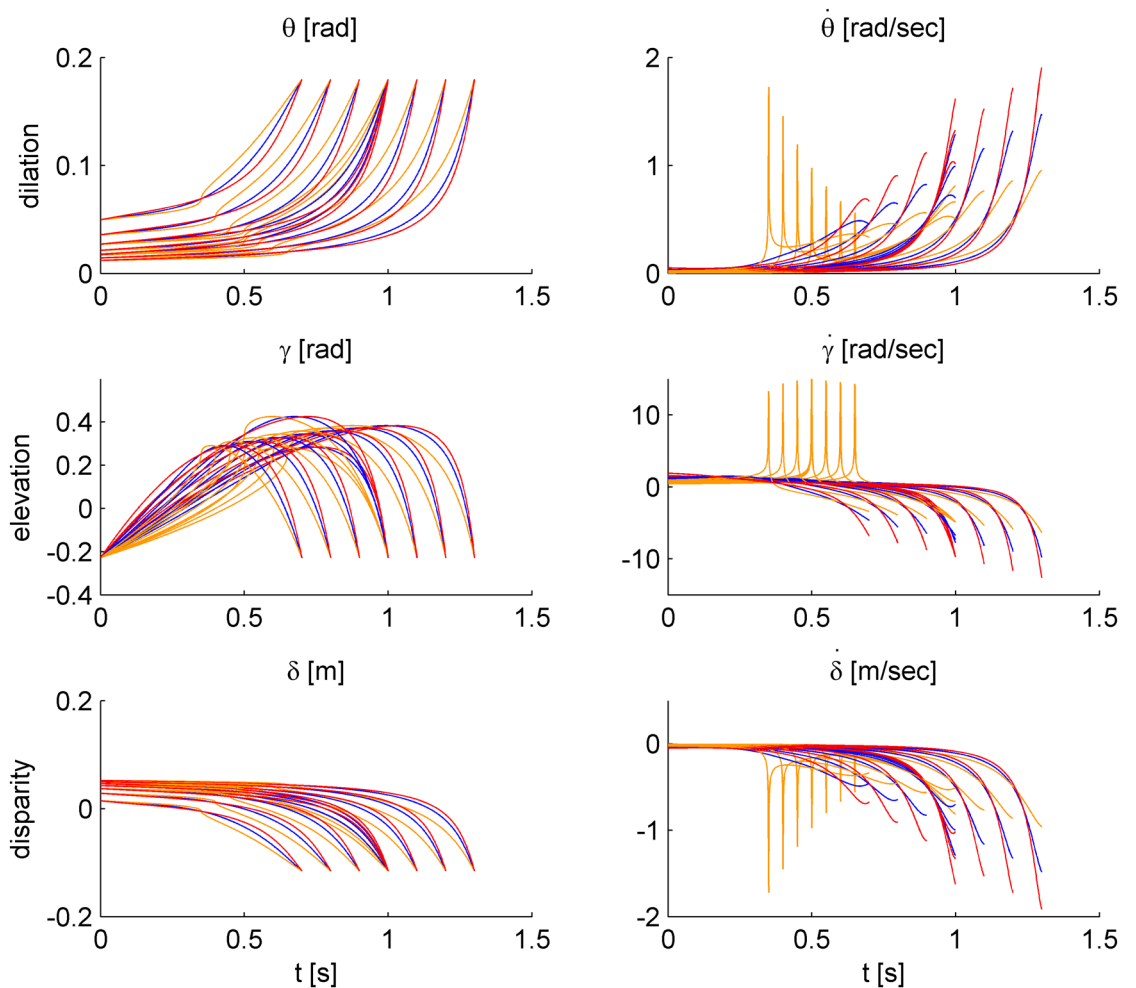 θ [rad]
θ̇ [rad/sec]
dilation
0.2
0.1
0
0 0.5 1 1.5
2
1
0
0 0.5 1 1.5
γ [rad]
γ̇ [rad/sec]
elevation
0.4
0.2
0
-0.2
-0.4
0 0.5 1 1.5
10
0
-10
0 0.5 1 1.5
δ [m]
δ̇ [m/sec]
disparity
0.2
0
-0.2
0 0.5 1 1.5
t [s]
0
-1
-2
0 0.5 1 1.5
t [s]